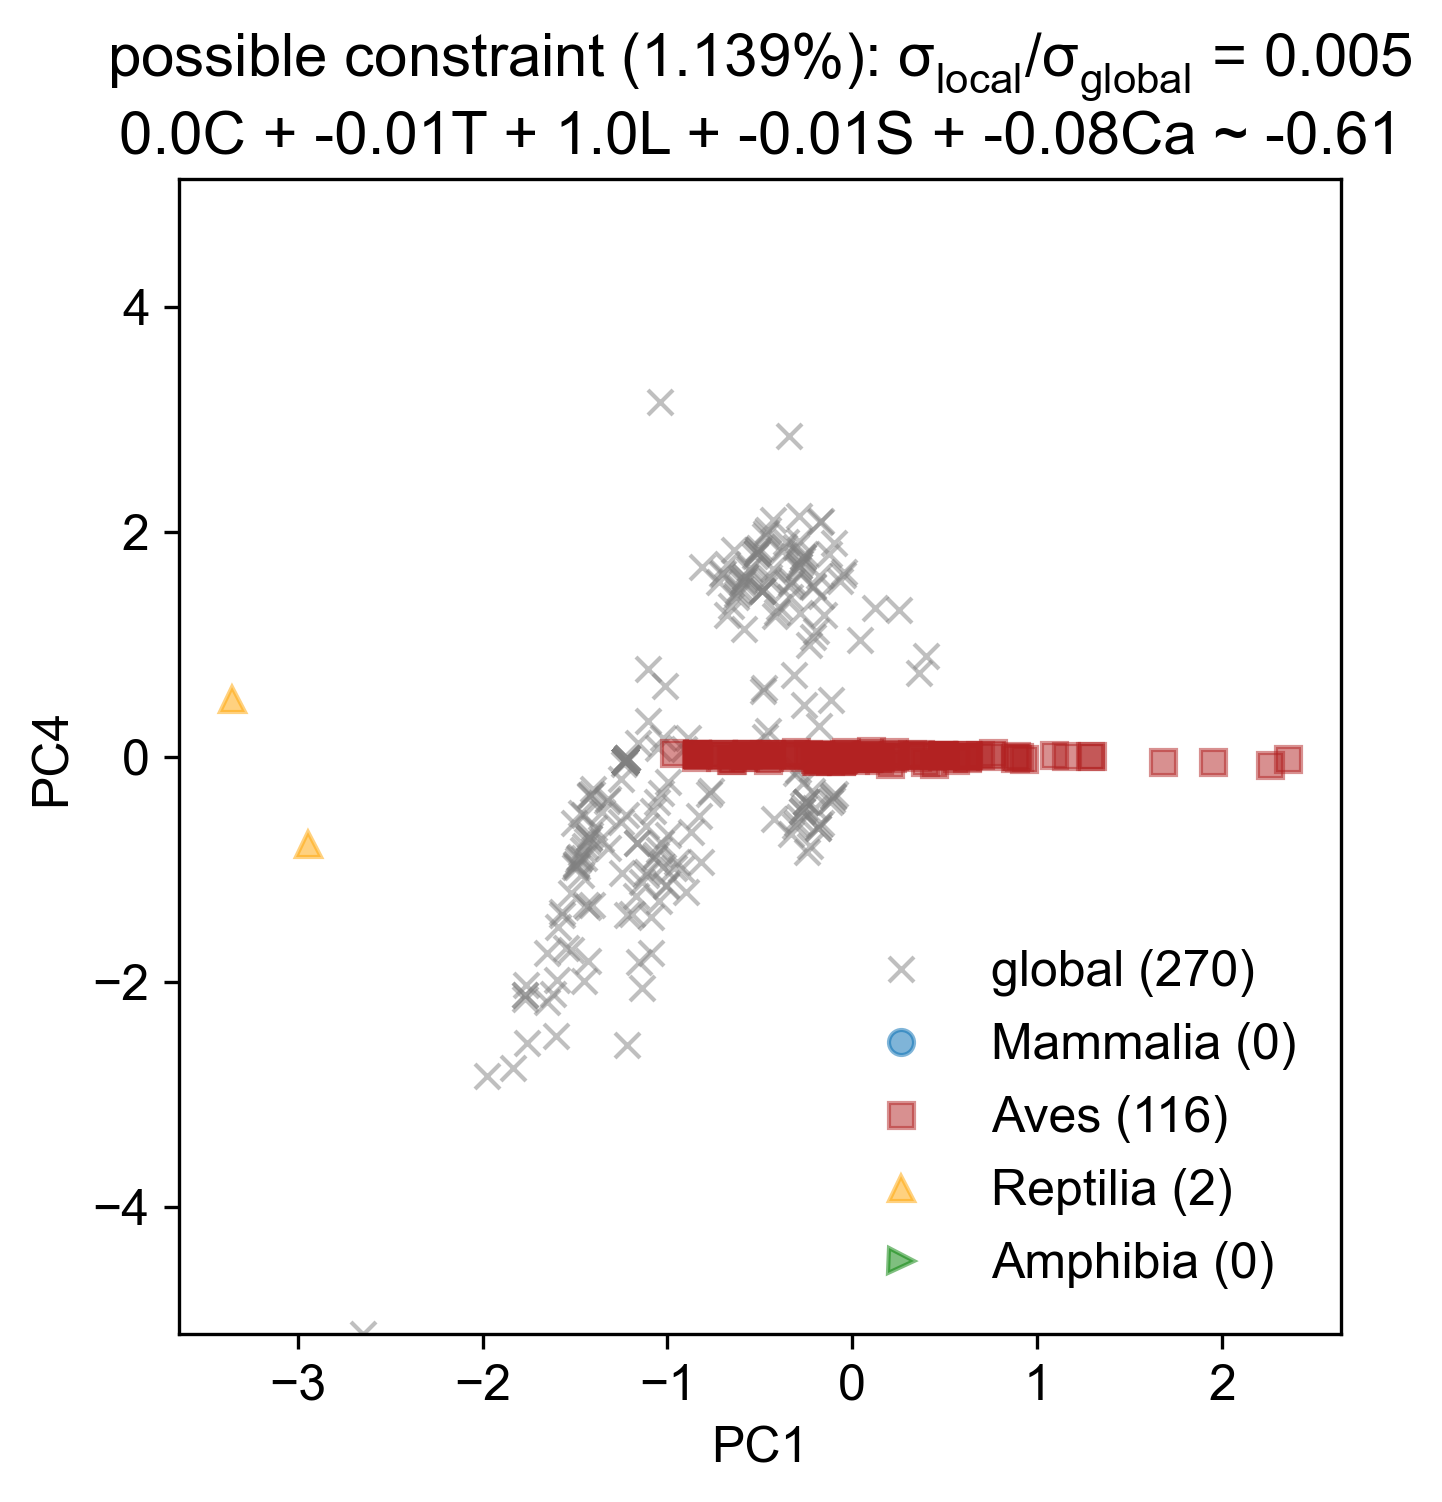 possible constraint (1.139%): σlocal/σglobal = 0.005
0.0C + -0.01T + 1.0L + -0.01S + -0.08Ca ~ -0.61
4
2
0
−2
−4
PC4
global (270)
Mammalia (0)
Aves (116)
Reptilia (2)
Amphibia (0)
−3 −2 −1 0 1 2
PC1